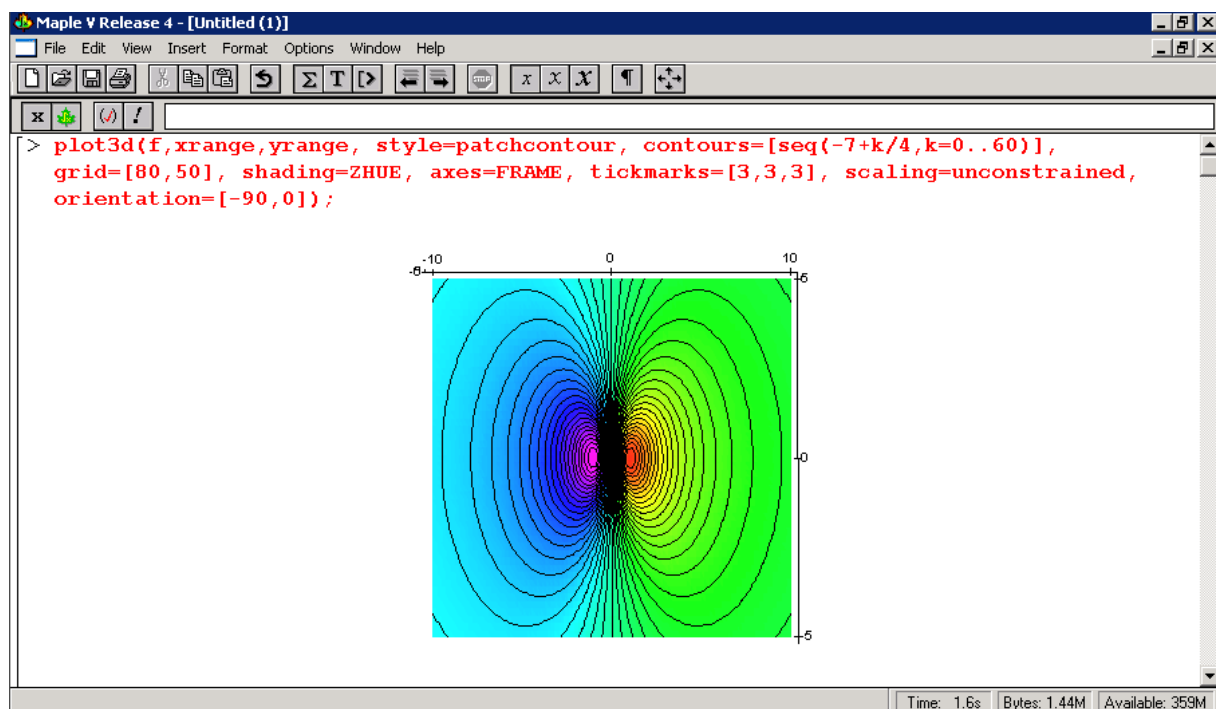 Maple V Release 4 - [Untitled (1)]
File Edit View Insert Format Options Window Help
Σ T [> STOP x x x ¶
x (√) !
> plot3d(f,xrange,yrange, style=patchcontour, contours=[seq(-7+k/4,k=0..60)],
grid=[80,50], shading=ZHUE, axes=FRAME, tickmarks=[3,3,3], scaling=unconstrained,
orientation=[-90,0]);
-10 0 10
0
Time: 1.6s Bytes: 1.44M Available: 359M